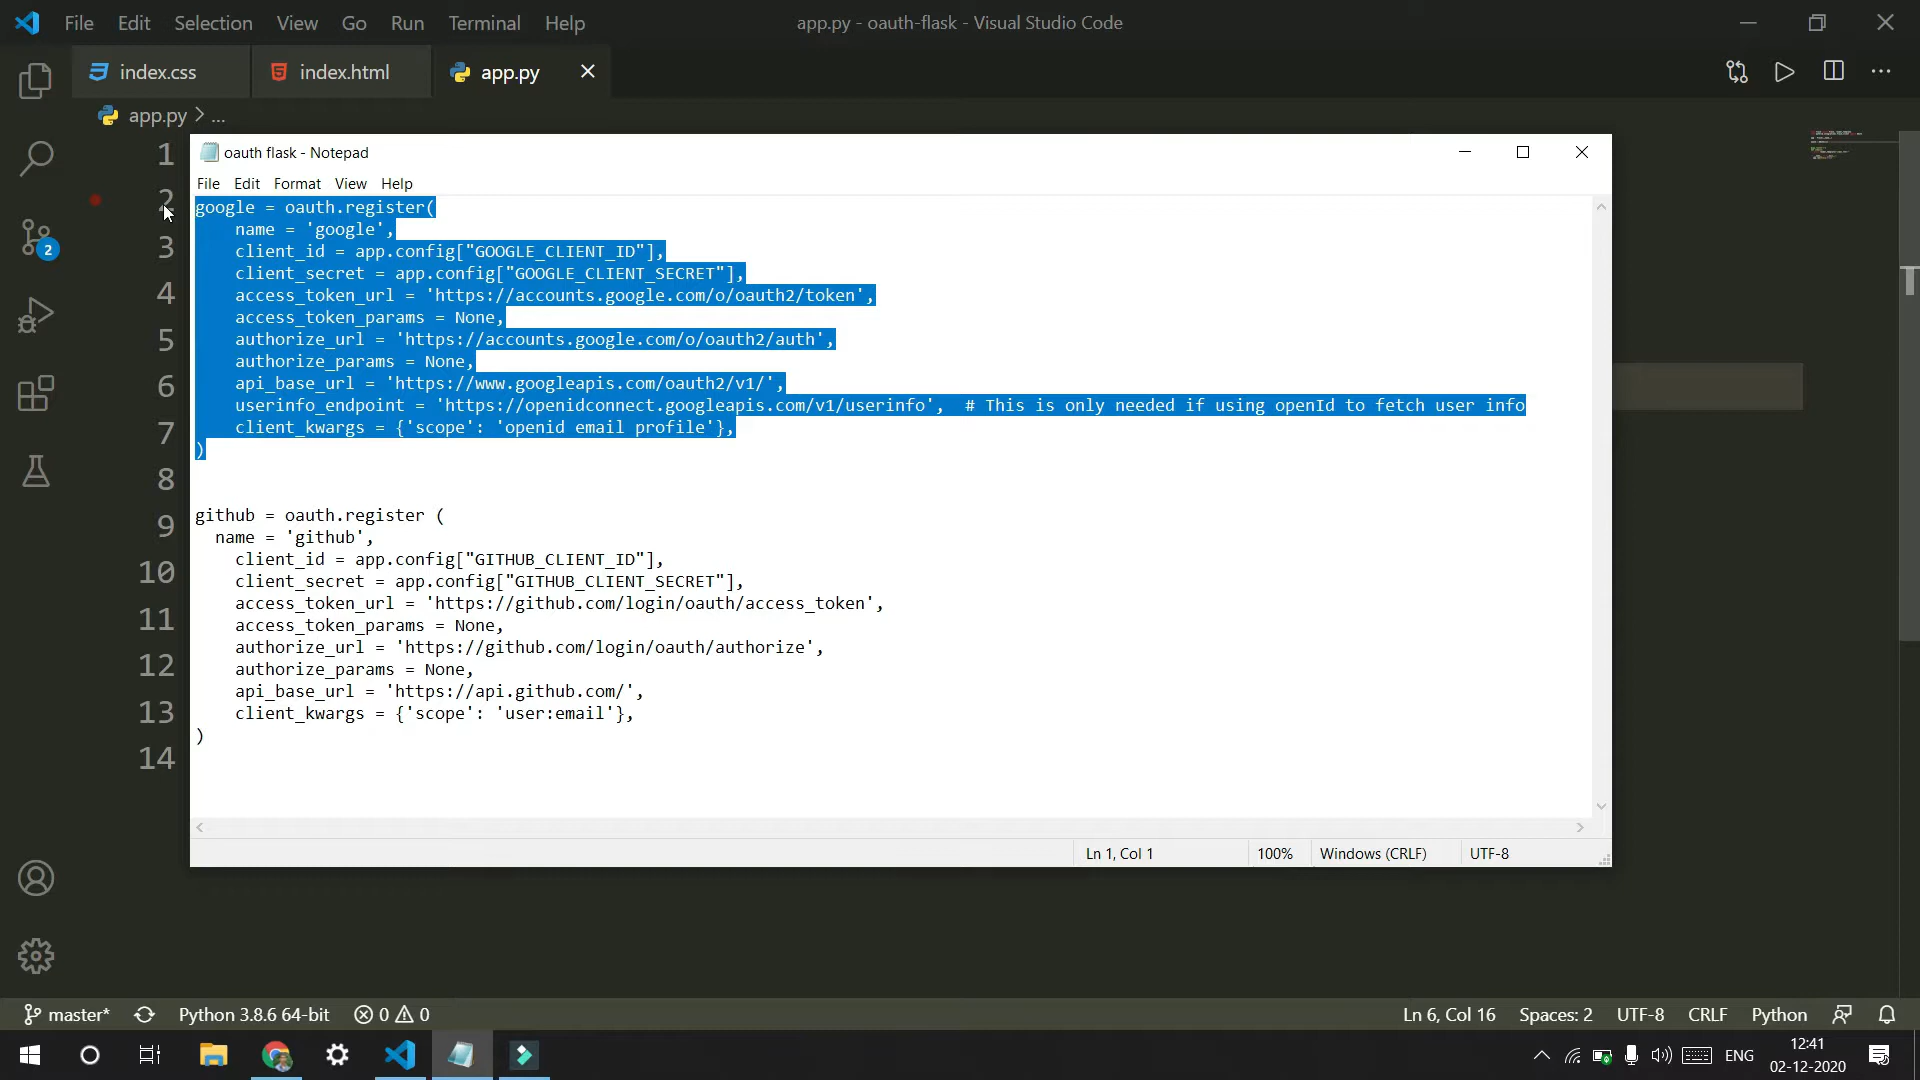 File Edit Selection View Go Run Terminal Help app.py - oauth-flask - Visual Studio Code
index.css index.html app.py
app.py > ...
oauth flask - Notepad
File Edit Format View Help
1
2
3
4
5
6
7
8
9
10
11
12
13
14
google = oauth.register(
    name = 'google',
    client_id = app.config["GOOGLE_CLIENT_ID"],
    client_secret = app.config["GOOGLE_CLIENT_SECRET"],
    access_token_url = 'https://accounts.google.com/o/oauth2/token',
    access_token_params = None,
    authorize_url = 'https://accounts.google.com/o/oauth2/auth',
    authorize_params = None,
    api_base_url = 'https://www.googleapis.com/oauth2/v1/',
    userinfo_endpoint = 'https://openidconnect.googleapis.com/v1/userinfo',  # This is only needed if using openId to fetch user info
    client_kwargs = {'scope': 'openid email profile'},
)
github = oauth.register (
  name = 'github',
    client_id = app.config["GITHUB_CLIENT_ID"],
    client_secret = app.config["GITHUB_CLIENT_SECRET"],
    access_token_url = 'https://github.com/login/oauth/access_token',
    access_token_params = None,
    authorize_url = 'https://github.com/login/oauth/authorize',
    authorize_params = None,
    api_base_url = 'https://api.github.com/',
    client_kwargs = {'scope': 'user:email'},
)
Ln 1, Col 1 100% Windows (CRLF) UTF-8
2
master* Python 3.8.6 64-bit 0 0 Ln 6, Col 16 Spaces: 2 UTF-8 CRLF Python
ENG 12:41
02-12-2020